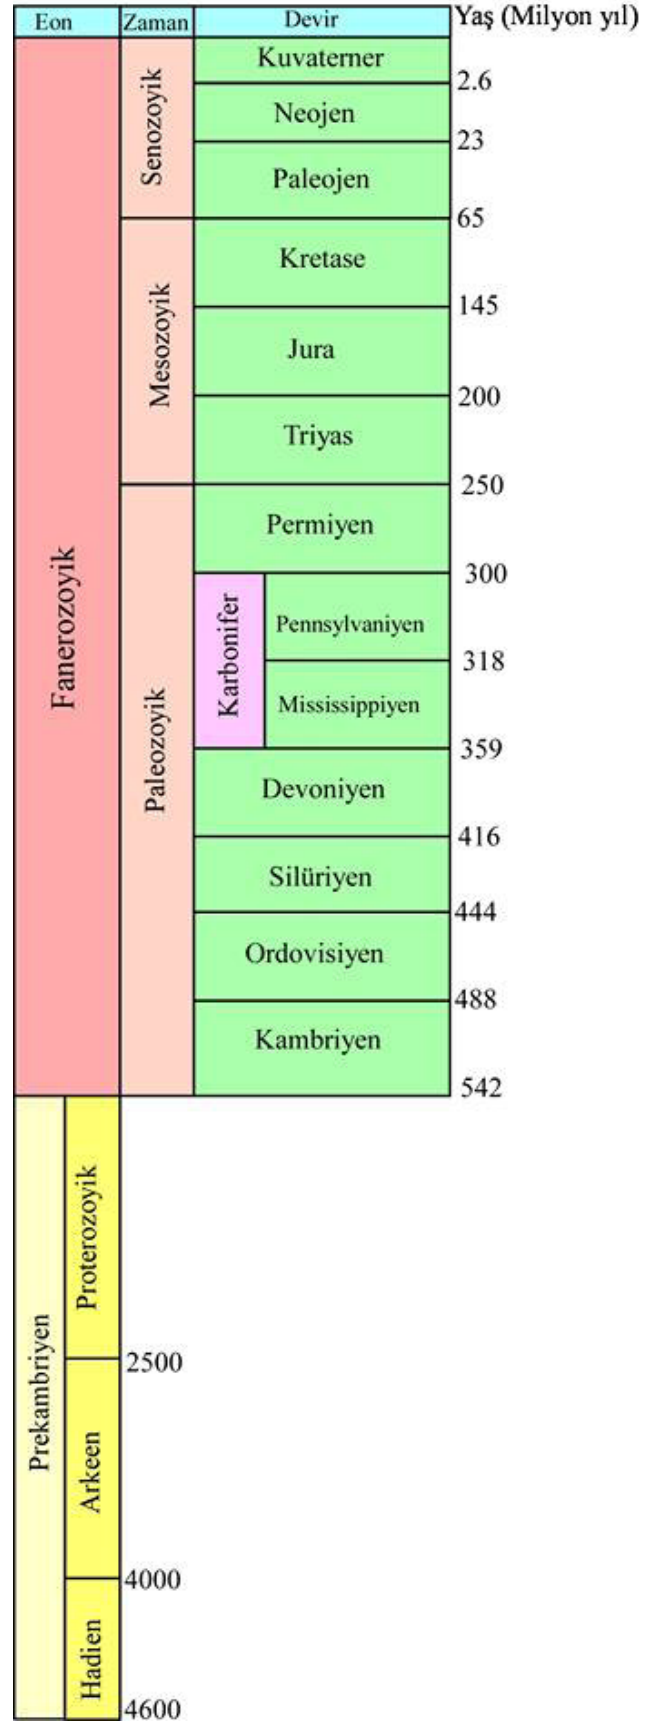 Eon Zaman Devir Yaş (Milyon yıl)
Fanerozoyik
Senozoyik
Kuvaterner
2.6
Neojen
23
Paleojen
65
Mesozoyik
Kretase
145
Jura
200
Triyas
250
Paleozoyik
Permiyen
300
Karbonifer
Pennsylvaniyen
318
Mississippiyen
359
Devoniyen
416
Silüriyen
444
Ordovisiyen
488
Kambriyen
542
Prekambriyen
Proterozoyik
2500
Arkeen
4000
Hadien
4600